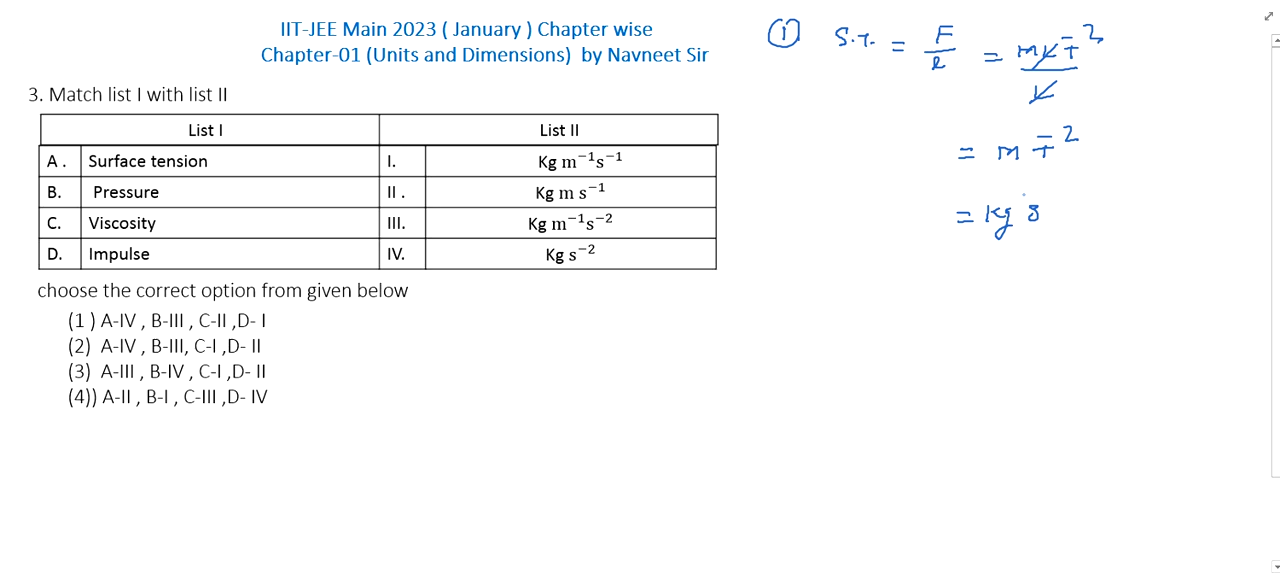 IIT-JEE Main 2023 ( January ) Chapter wise
Chapter-01 (Units and Dimensions) by Navneet Sir
3. Match list I with list II
List I List II
A . Surface tension I. Kg m⁻¹s⁻¹
B. Pressure II . Kg m s⁻¹
C. Viscosity III. Kg m⁻¹s⁻²
D. Impulse IV. Kg s⁻²
choose the correct option from given below
(1 ) A-IV , B-III , C-II ,D- I
(2) A-IV , B-III, C-I ,D- II
(3) A-III , B-IV , C-I ,D- II
(4)) A-II , B-I , C-III ,D- IV
① S.T. = F/l = MLT⁻²/L
= MT⁻²
= Kg s